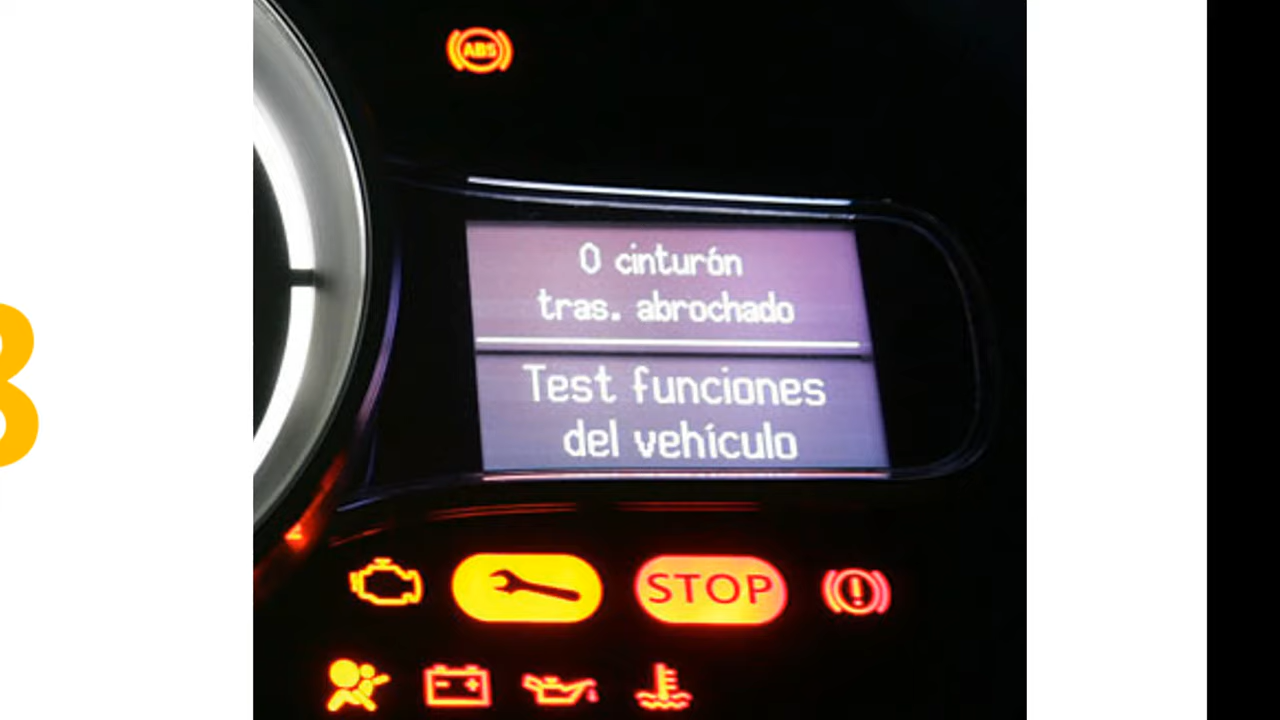 ABS
0 cinturón
tras. abrochado
Test funciones
del vehículo
STOP